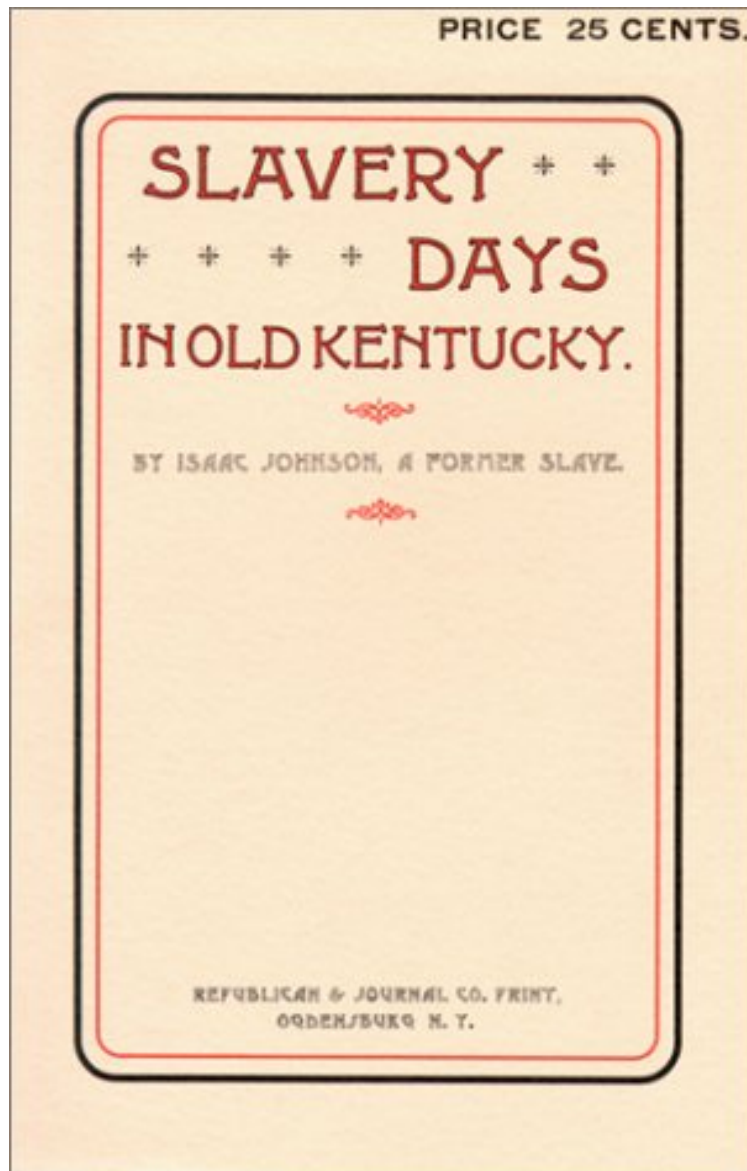 PRICE 25 CENTS.
SLAVERY
DAYS
IN OLD KENTUCKY.
BY ISAAC JOHNSON, A FORMER SLAVE.
REPUBLICAN & JOURNAL CO. PRINT,
OGDENSBURG N. Y.